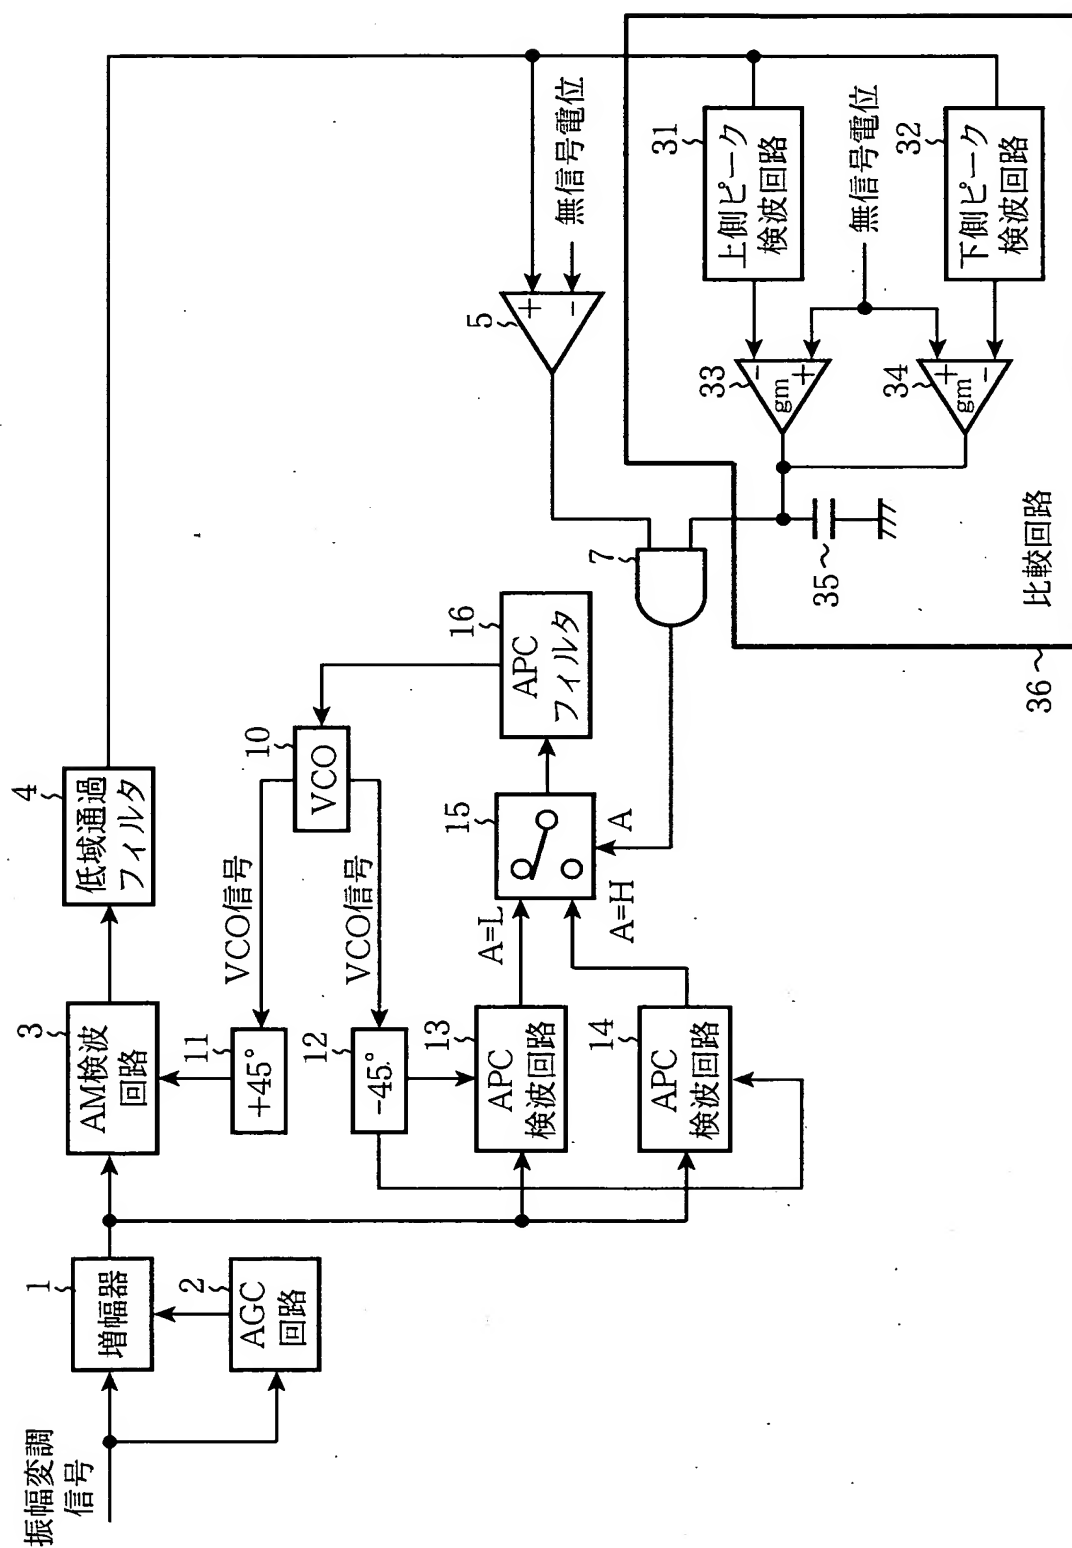 振幅変調
信号
1
増幅器
2
AGC
回路
3
AM検波
回路
4
低域通過
フィルタ
11
+45°
VCO信号
10
VCO
12
-45°
VCO信号
13
APC
検波回路
14
APC
検波回路
A=L
A=H
15
A
16
APC
フィルタ
5
+
-
無信号電位
7
31
上側ピーク
検波回路
無信号電位
32
下側ピーク
検波回路
33
-
gm
+
34
+
gm
-
35
比較回路
36